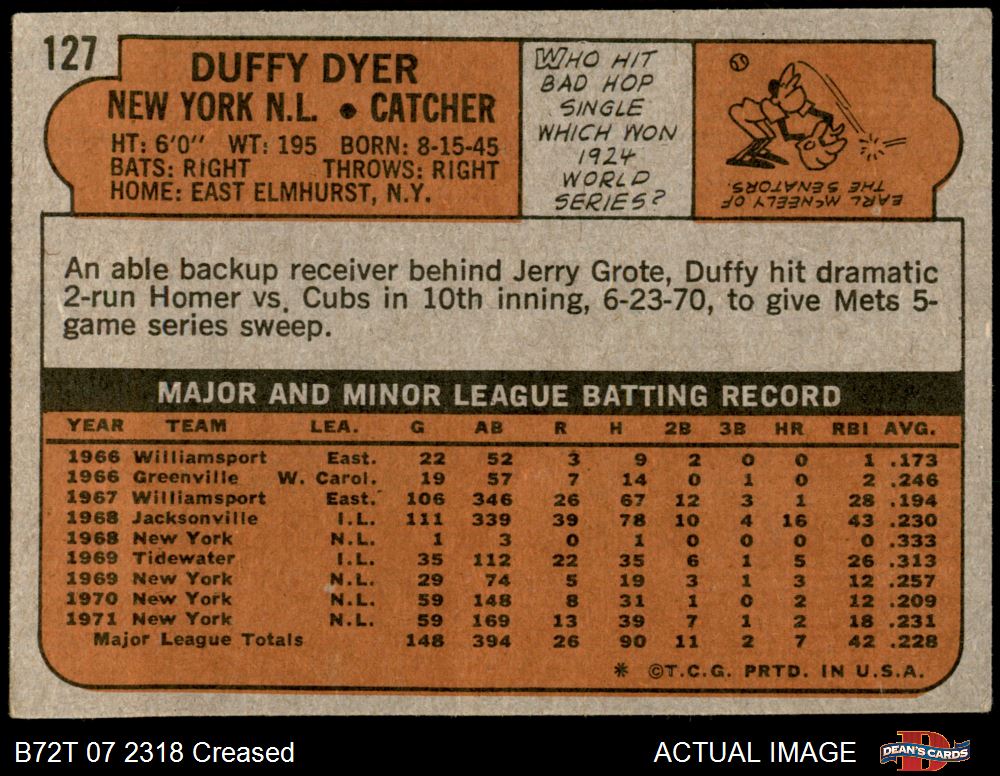 127
DUFFY DYER
NEW YORK N.L. • CATCHER
HT: 6'0" WT: 195 BORN: 8-15-45
BATS: RIGHT THROWS: RIGHT
HOME: EAST ELMHURST, N.Y.
WHO HIT
BAD HOP
SINGLE
WHICH WON
1924
WORLD
SERIES?
EARL McNEELY OF
THE SENATORS.
An able backup receiver behind Jerry Grote, Duffy hit dramatic
2-run Homer vs. Cubs in 10th inning, 6-23-70, to give Mets 5-
game series sweep.
MAJOR AND MINOR LEAGUE BATTING RECORD
YEAR TEAM LEA. G AB R H 2B 3B HR RBI AVG.
1966 Williamsport East. 22 52 3 9 2 0 0 1 .173
1966 Greenville W. Carol. 19 57 7 14 0 1 0 2 .246
1967 Williamsport East. 106 346 26 67 12 3 1 28 .194
1968 Jacksonville I.L. 111 339 39 78 10 4 16 43 .230
1968 New York N.L. 1 3 0 1 0 0 0 0 .333
1969 Tidewater I.L. 35 112 22 35 6 1 5 26 .313
1969 New York N.L. 29 74 5 19 3 1 3 12 .257
1970 New York N.L. 59 148 8 31 1 0 2 12 .209
1971 New York N.L. 59 169 13 39 7 1 2 18 .231
Major League Totals 148 394 26 90 11 2 7 42 .228
* ©T.C.G. PRTD. IN U.S.A.
B72T 07 2318 Creased
ACTUAL IMAGE
DEAN'S CARDS